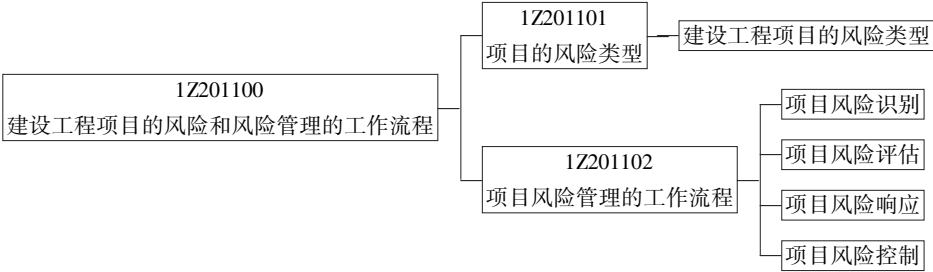 1Z201100
建设工程项目的风险和风险管理的工作流程
1Z201101
项目的风险类型
建设工程项目的风险类型
1Z201102
项目风险管理的工作流程
项目风险识别
项目风险评估
项目风险响应
项目风险控制